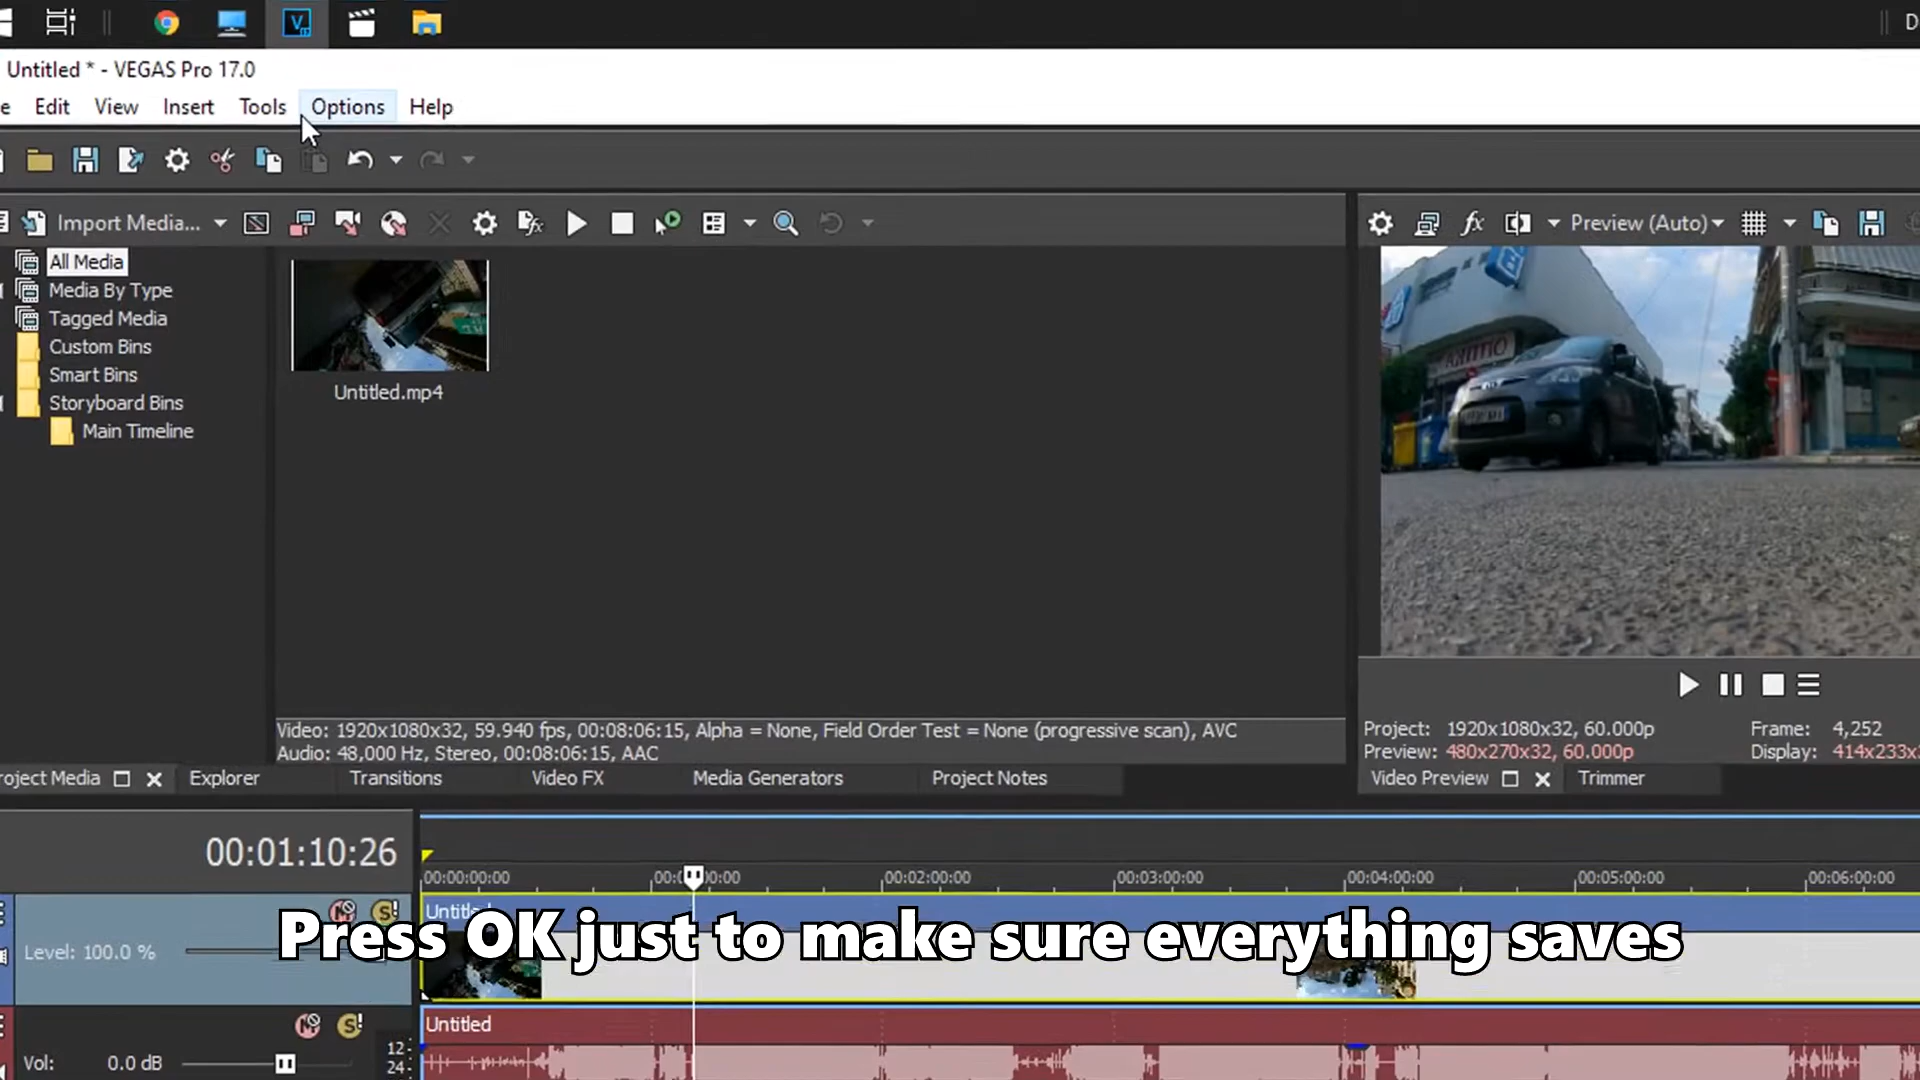 D
Untitled * - VEGAS Pro 17.0
e Edit View Insert Tools Options Help
Import Media...
Preview (Auto)
All Media
Media By Type
Tagged Media
Custom Bins
Smart Bins
Storyboard Bins
Main Timeline
Untitled.mp4
Video: 1920x1080x32, 59.940 fps, 00:08:06:15, Alpha = None, Field Order Test = None (progressive scan), AVC
Audio: 48,000 Hz, Stereo, 00:08:06:15, AAC
Project: 1920x1080x32, 60.000p Frame: 4,252
Preview: 480x270x32, 60.000p Display: 414x233x3
roject Media Explorer Transitions Video FX Media Generators Project Notes
Video Preview Trimmer
00:01:10:26
00:00:00:00 00:02:00:00 00:03:00:00 00:04:00:00 00:05:00:00 00:06:00:00
Untitled
Level: 100.0 %
Press OK just to make sure everything saves
Untitled
Vol: 0.0 dB
12
24